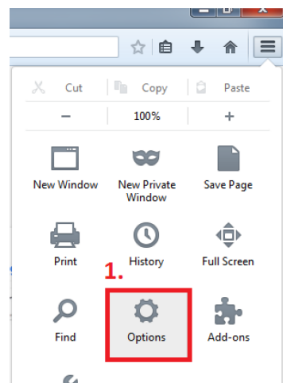 Cut Copy Paste
− 100% +
New Window New Private Save Page
Window
Print History Full Screen
1.
Find Options Add-ons